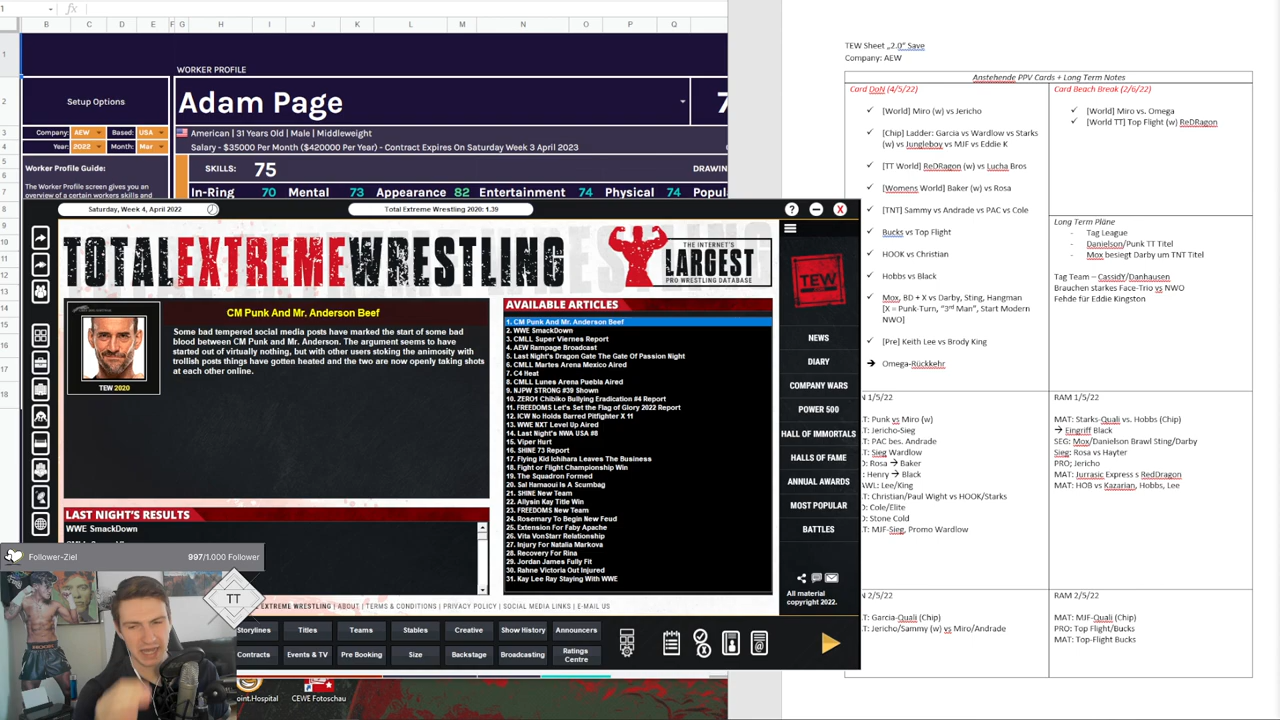 fx
B C D E F G H I J K L M N O P Q
WORKER PROFILE
2 Setup Options
Adam Page
Company: AEW Based: USA
Year: 2022 Month: Mar
American | 31 Years Old | Male | Middleweight
Salary - $35000 Per Month ($420000 Per Year) - Contract Expires On Saturday Week 3 April 2023
Worker Profile Guide:
The Worker Profile screen gives you an
overview of a certain workers skills and
SKILLS: 75
DRAWIN
In-Ring 70 Mental 73 Appearance 82 Entertainment 74 Physical 74 Popul
Saturday, Week 4, April 2022
Total Extreme Wrestling 2020: 1.39
TOTALEXTREMEWRESTLING
THE INTERNET'S
LARGEST
PRO WRESTLING DATABASE
TEW
CM Punk And Mr. Anderson Beef
Some bad tempered social media posts have marked the start of some bad
blood between CM Punk and Mr. Anderson. The argument seems to have
started out of virtually nothing, but with other users stoking the animosity with
trollish posts things have gotten heated and the two are now openly taking shots
at each other online.
TEW 2020
LAST NIGHT'S RESULTS
WWE SmackDown
AVAILABLE ARTICLES
1. CM Punk And Mr. Anderson Beef
2. WWE SmackDown
3. CMLL Super Viernes Report
4. AEW Rampage Broadcast
5. Last Night's Dragon Gate The Gate Of Passion Night
6. CMLL Martes Arena Mexico Aired
7. C4 Heat
8. CMLL Lunes Arena Puebla Aired
9. NJPW STRONG #39 Shown
10. ZERO1 Chibiko Bullying Eradication #4 Report
11. FREEDOMS Let's Set the Flag of Glory 2022 Report
12. ICW No Holds Barred Pitfighter X 11
13. WWE NXT Level Up Aired
14. Last Night's NWA USA #8
15. Viper Hurt
16. SHINE 73 Report
17. Flying Kid Ichihara Leaves The Business
18. Fight or Flight Championship Win
19. The Squadron Formed
20. Sal Hamaoui Is A Scumbag
21. SHINE New Team
22. Allysin Kay Title Win
23. FREEDOMS New Team
24. Rosemary To Begin New Feud
25. Extension For Faby Apache
26. Vita VonStarr Relationship
27. Injury For Natalia Markova
28. Recovery For Rina
29. Jordan James Fully Fit
30. Rahne Victoria Out Injured
31. Kay Lee Ray Staying With WWE
NEWS
DIARY
COMPANY WARS
POWER 500
HALL OF IMMORTALS
HALLS OF FAME
ANNUAL AWARDS
MOST POPULAR
BATTLES
All material
copyright 2022.
EXTREME WRESTLING | ABOUT | TERMS & CONDITIONS | PRIVACY POLICY | SOCIAL MEDIA LINKS | E-MAIL US
Storylines Titles Teams Stables Creative Show History Announcers
Contracts Events & TV Pre Booking Size Backstage Broadcasting Ratings Centre
Follower-Ziel 997/1.000 Follower
TT
oint.Hospital CEWE Fotoschau
TEW Sheet „2.0“ Save
Company: AEW
Anstehende PPV Cards + Long Term Notes
Card DoN (4/5/22)
✓ [World] Miro (w) vs Jericho
✓ [Chip] Ladder: Garcia vs Wardlow vs Starks
(w) vs Jungleboy vs MJF vs Eddie K
✓ [TT World] ReDRagon (w) vs Lucha Bros
✓ [Womens World] Baker (w) vs Rosa
✓ [TNT] Sammy vs Andrade vs PAC vs Cole
✓ Bucks vs Top Flight
✓ HOOK vs Christian
✓ Hobbs vs Black
✓ Mox, BD + X vs Darby, Sting, Hangman
[X = Punk-Turn, "3rd Man", Start Modern
NWO]
✓ [Pre] Keith Lee vs Brody King
→ Omega-Rückkehr
Card Beach Break (2/6/22)
✓ [World] Miro vs. Omega
✓ [World TT] Top Flight (w) ReDRagon
Long Term Pläne
- Tag League
- Danielson/Punk TT Titel
- Mox besiegt Darby um TNT Titel
Tag Team – CassidY/Danhausen
Brauchen starkes Face-Trio vs NWO
Fehde für Eddie Kingston
N 1/5/22
T: Punk vs Miro (w)
T: Jericho-Sieg
T: PAC bes. Andrade
T: Sieg Wardlow
O: Rosa → Baker
: Henry → Black
AWL: Lee/King
T: Christian/Paul Wight vs HOOK/Starks
O: Cole/Elite
O: Stone Cold
T: MJF-Sieg, Promo Wardlow
RAM 1/5/22
MAT: Starks-Quali vs. Hobbs (Chip)
→ Eingriff Black
SEG: Mox/Danielson Brawl Sting/Darby
Sieg: Rosa vs Hayter
PRO; Jericho
MAT: Jurrasic Express s RedDragon
MAT: HOB vs Kazarian, Hobbs, Lee
N 2/5/22
T: Garcia-Quali (Chip)
T: Jericho/Sammy (w) vs Miro/Andrade
RAM 2/5/22
MAT: MJF-Quali (Chip)
PRO: Top Flight/Bucks
MAT: Top-Flight Bucks